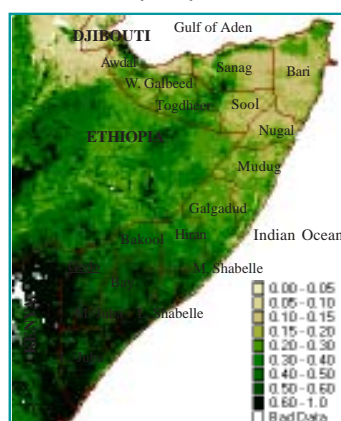 Gulf of Aden
DJIBOUTI
Awdal
Sanag
Bari
W. Galbeed
Togdheer
Sool
ETHIOPIA
Nugal
Mudug
Galgadud
Indian Ocean
Bakool
Hiran
M. Shabelle
Bay
L. Shabelle
0.00 - 0.05
0.05 - 0.10
0.10 - 0.15
0.15 - 0.20
0.20 - 0.30
0.30 - 0.40
0.40 - 0.50
0.50 - 0.60
0.60 - 1.0
Bad Data